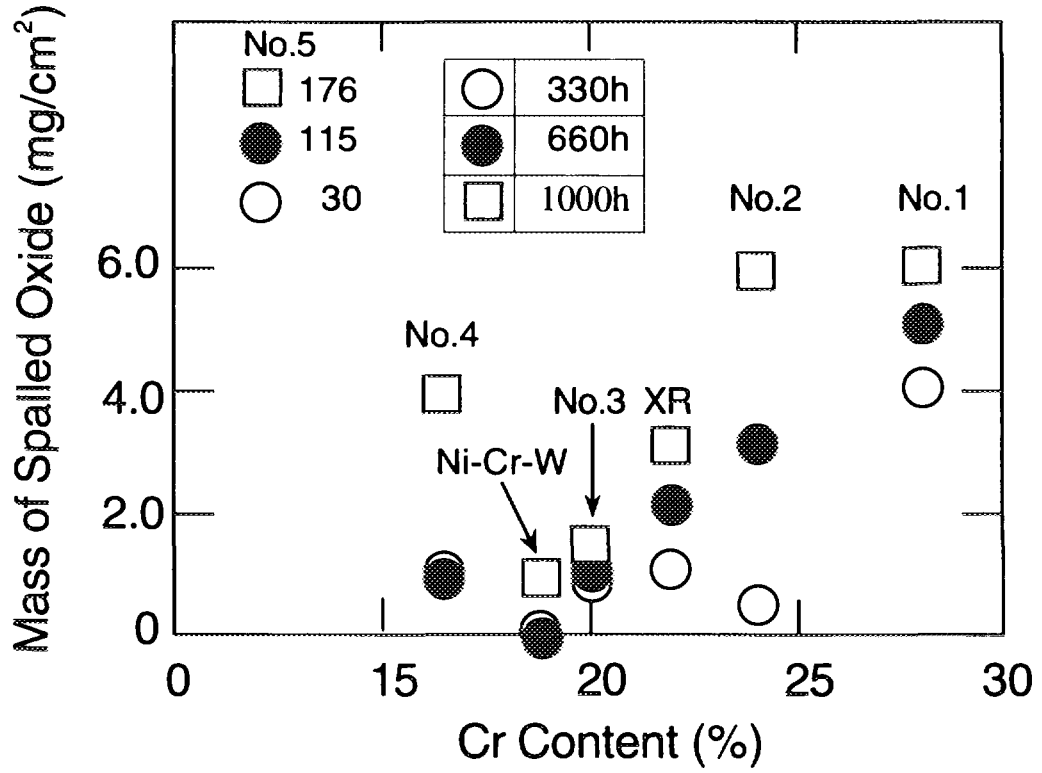 Mass of Spalled Oxide (mg/cm²)
No.5
176
115
30
330h
660h
1000h
No.2
No.1
6.0
No.4
4.0
No.3
XR
Ni-Cr-W
2.0
0
0
15
20
25
30
Cr Content (%)